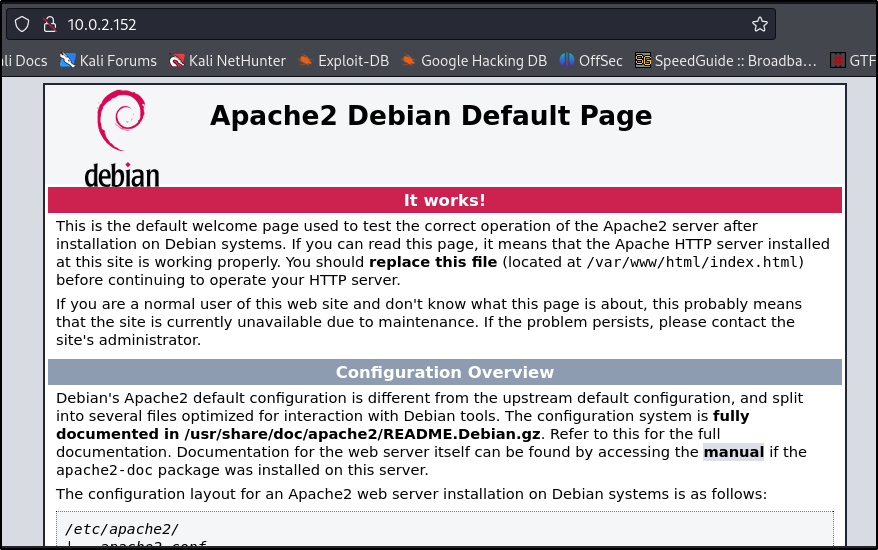 10.0.2.152
li Docs Kali Forums Kali NetHunter Exploit-DB Google Hacking DB OffSec SpeedGuide :: Broadba… GTF
debian
Apache2 Debian Default Page
It works!
This is the default welcome page used to test the correct operation of the Apache2 server after
installation on Debian systems. If you can read this page, it means that the Apache HTTP server installed
at this site is working properly. You should replace this file (located at /var/www/html/index.html)
before continuing to operate your HTTP server.
If you are a normal user of this web site and don't know what this page is about, this probably means
that the site is currently unavailable due to maintenance. If the problem persists, please contact the
site's administrator.
Configuration Overview
Debian's Apache2 default configuration is different from the upstream default configuration, and split
into several files optimized for interaction with Debian tools. The configuration system is fully
documented in /usr/share/doc/apache2/README.Debian.gz. Refer to this for the full
documentation. Documentation for the web server itself can be found by accessing the manual if the
apache2-doc package was installed on this server.
The configuration layout for an Apache2 web server installation on Debian systems is as follows:
/etc/apache2/
|-- apache2.conf